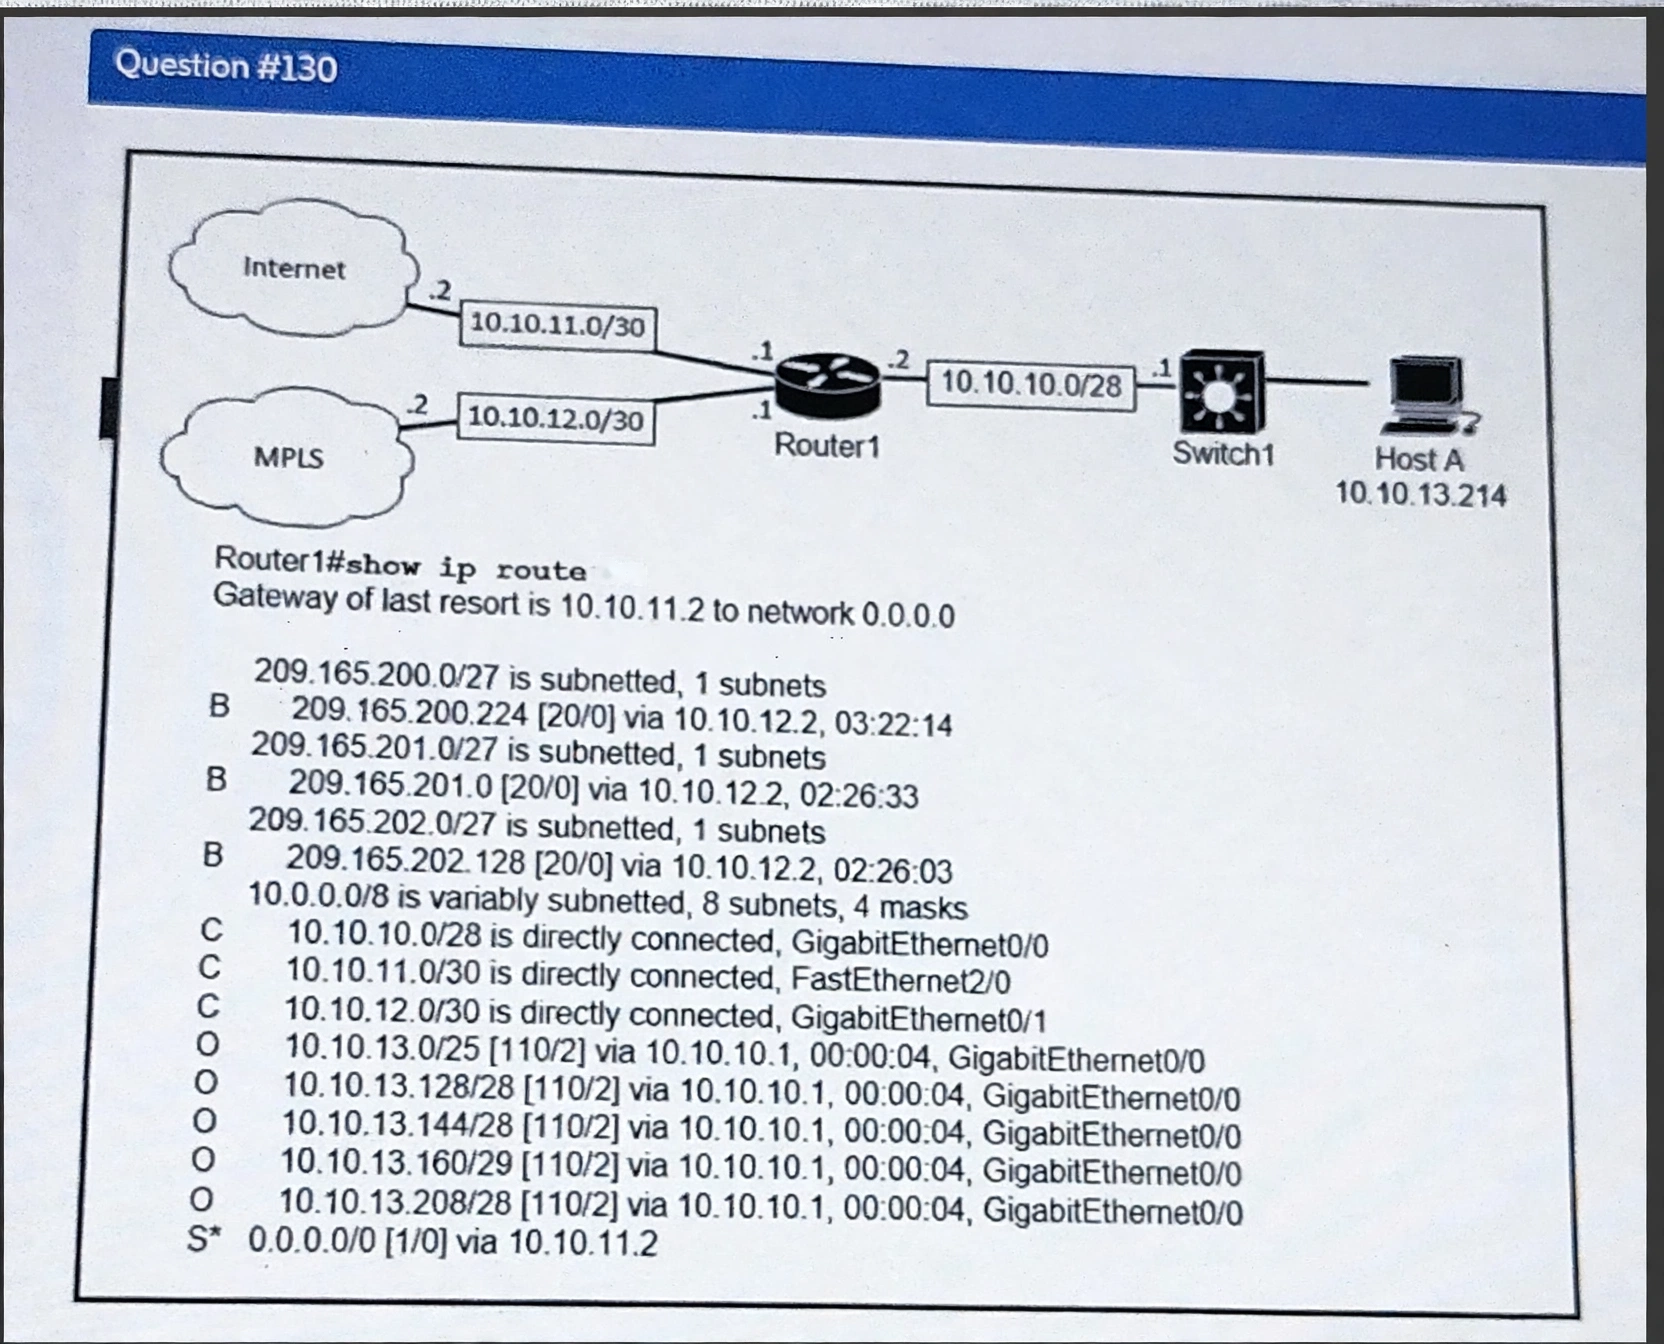 Question #130
Internet
.2
10.10.11.0/30
.1
.2
10.10.10.0/28
.1
MPLS
.2
10.10.12.0/30
.1
Router1
Switch1
Host A
10.10.13.214
Router1#show ip route
Gateway of last resort is 10.10.11.2 to network 0.0.0.0
209.165.200.0/27 is subnetted, 1 subnets
B 209.165.200.224 [20/0] via 10.10.12.2, 03:22:14
209.165.201.0/27 is subnetted, 1 subnets
B 209.165.201.0 [20/0] via 10.10.12.2, 02:26:33
209.165.202.0/27 is subnetted, 1 subnets
B 209.165.202.128 [20/0] via 10.10.12.2, 02:26:03
10.0.0.0/8 is variably subnetted, 8 subnets, 4 masks
C 10.10.10.0/28 is directly connected, GigabitEthernet0/0
C 10.10.11.0/30 is directly connected, FastEthernet2/0
C 10.10.12.0/30 is directly connected, GigabitEthernet0/1
O 10.10.13.0/25 [110/2] via 10.10.10.1, 00:00:04, GigabitEthernet0/0
O 10.10.13.128/28 [110/2] via 10.10.10.1, 00:00:04, GigabitEthernet0/0
O 10.10.13.144/28 [110/2] via 10.10.10.1, 00:00:04, GigabitEthernet0/0
O 10.10.13.160/29 [110/2] via 10.10.10.1, 00:00:04, GigabitEthernet0/0
O 10.10.13.208/28 [110/2] via 10.10.10.1, 00:00:04, GigabitEthernet0/0
S* 0.0.0.0/0 [1/0] via 10.10.11.2